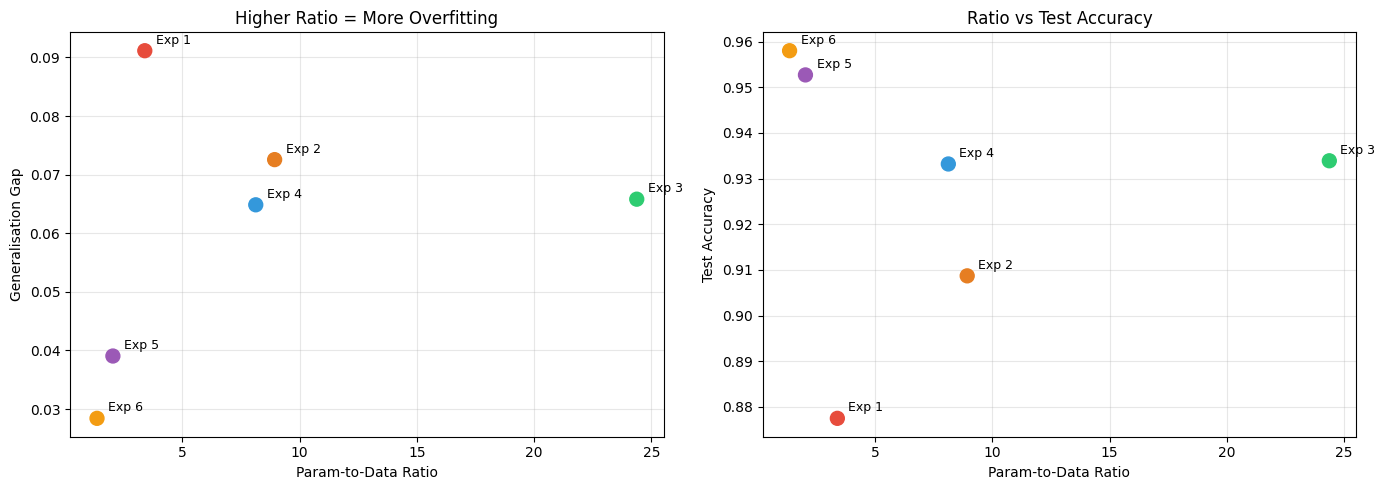 Higher Ratio = More Overfitting
Generalisation Gap
0.09
0.08
0.07
0.06
0.05
0.04
0.03
Exp 1
Exp 2
Exp 4
Exp 3
Exp 5
Exp 6
5
10
15
20
25
Param-to-Data Ratio
Ratio vs Test Accuracy
Test Accuracy
0.96
0.95
0.94
0.93
0.92
0.91
0.90
0.89
0.88
Exp 6
Exp 5
Exp 4
Exp 3
Exp 2
Exp 1
5
10
15
20
25
Param-to-Data Ratio